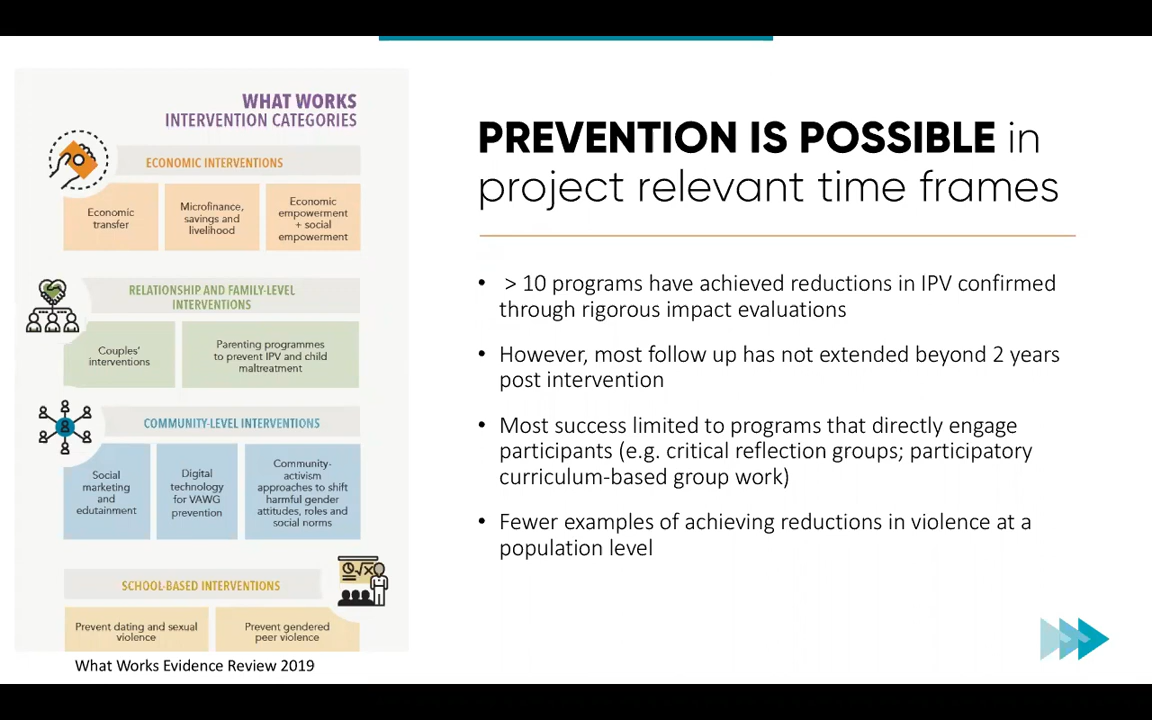 WHAT WORKS
INTERVENTION CATEGORIES
ECONOMIC INTERVENTIONS
Economic
transfer
Microfinance,
savings and
livelihood
Economic
empowerment
+ social
empowerment
RELATIONSHIP AND FAMILY-LEVEL
INTERVENTIONS
Couples'
interventions
Parenting programmes
to prevent IPV and child
maltreatment
COMMUNITY-LEVEL INTERVENTIONS
Social
marketing
and
edutainment
Digital
technology
for VAWG
prevention
Community-
activism
approaches to shift
harmful gender
attitudes, roles and
social norms
SCHOOL-BASED INTERVENTIONS
Prevent dating and sexual
violence
Prevent gendered
peer violence
What Works Evidence Review 2019
PREVENTION IS POSSIBLE in
project relevant time frames
• > 10 programs have achieved reductions in IPV confirmed
through rigorous impact evaluations
• However, most follow up has not extended beyond 2 years
post intervention
• Most success limited to programs that directly engage
participants (e.g. critical reflection groups; participatory
curriculum-based group work)
• Fewer examples of achieving reductions in violence at a
population level